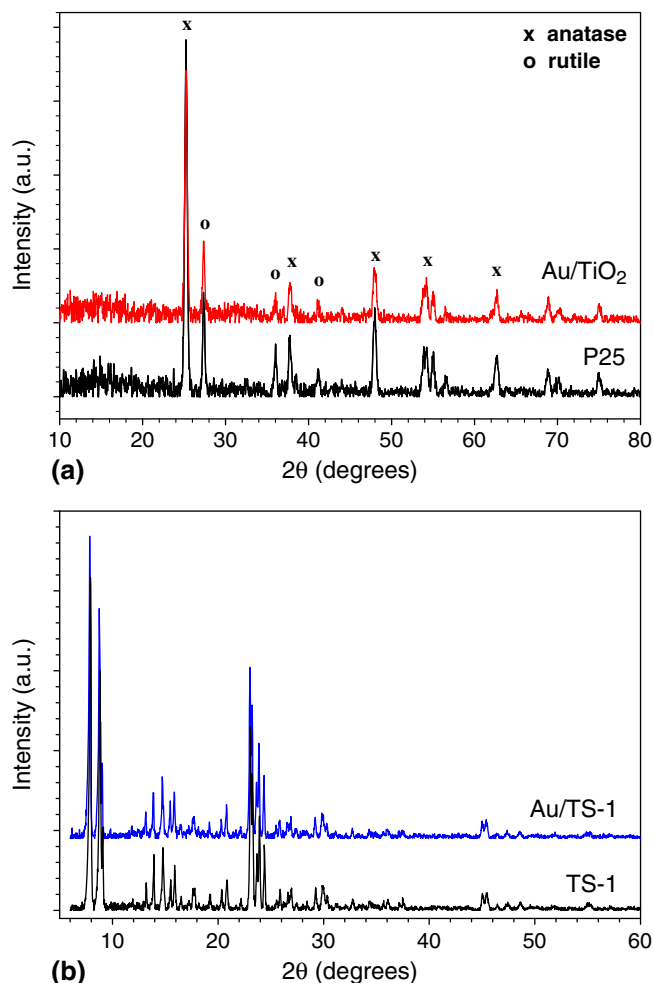 x
x anatase
o rutile
o
o
x
o
x
x
x
Au/TiO₂
P25
Intensity (a.u.)
10 20 30 40 50 60 70 80
(a)
2θ (degrees)
Intensity (a.u.)
Au/TS-1
TS-1
10 20 30 40 50 60
(b)
2θ (degrees)